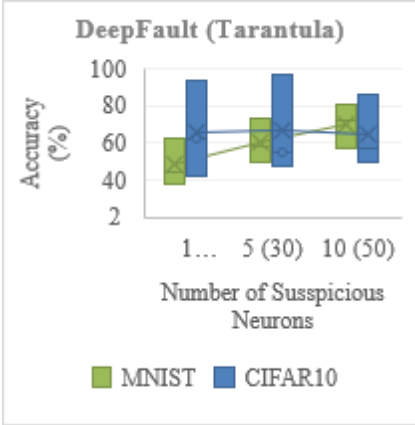 DeepFault (Tarantula)
Accuracy
(%)
100
80
60
40
2
1... 5 (30) 10 (50)
Number of Susspicious
Neurons
MNIST CIFAR10